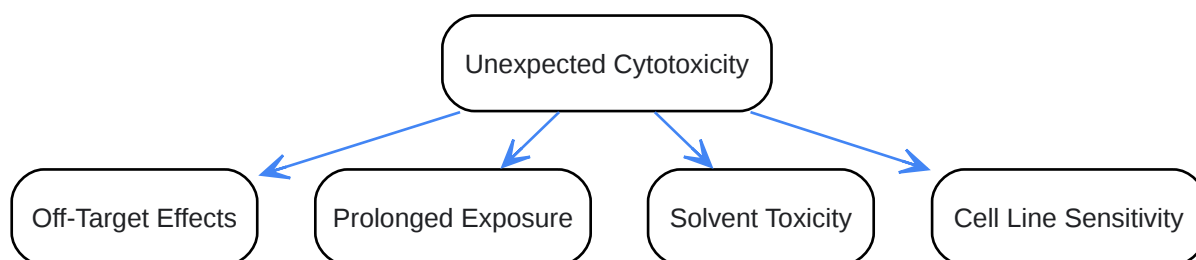 Unexpected Cytotoxicity
Off-Target Effects
Prolonged Exposure
Solvent Toxicity
Cell Line Sensitivity